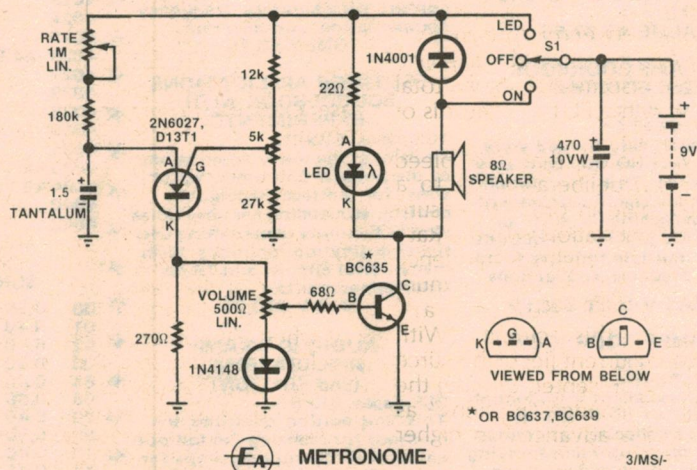 RATE
1M
LIN.
180k
1.5
TANTALUM
2N6027,
D13T1
A
G
K
12k
5k
27k
270Ω
VOLUME
500Ω
LIN.
1N4148
68Ω
22Ω
A
LED
λ
K
*
BC635
B
C
E
1N4001
8Ω
SPEAKER
LED
OFF
ON
S1
+
470
10VW
+
9V
K
G
A
B
C
E
VIEWED FROM BELOW
* OR BC637,BC639
EA METRONOME
3/MS/-